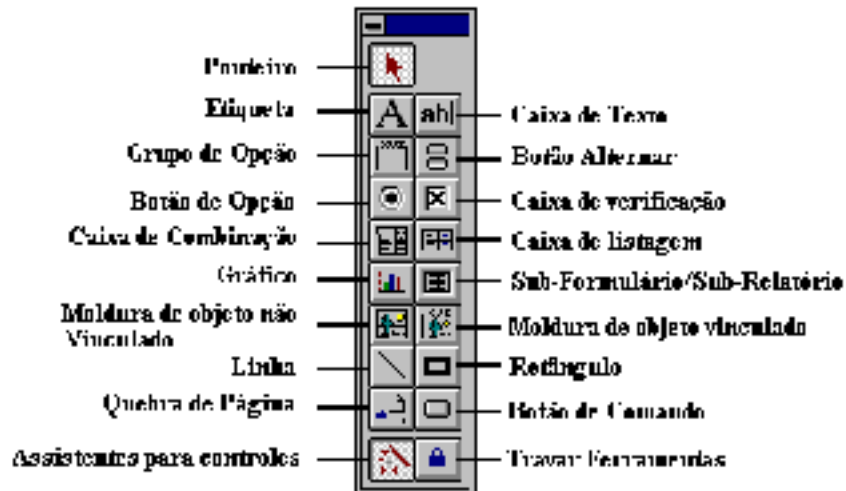 Ponteiro
Etiqueta
Caixa de Texto
Grupo de Opção
Botão Alternar
Botão de Opção
Caixa de verificação
Caixa de Combinação
Caixa de listagem
Gráfico
Sub-Formulário/Sub-Relatório
Moldura de objeto não
Vinculado
Moldura de objeto vinculado
Linha
Retângulo
Quebra de Página
Botão de Comando
Assistentes para controles
Travar Ferramentas
A
ab|